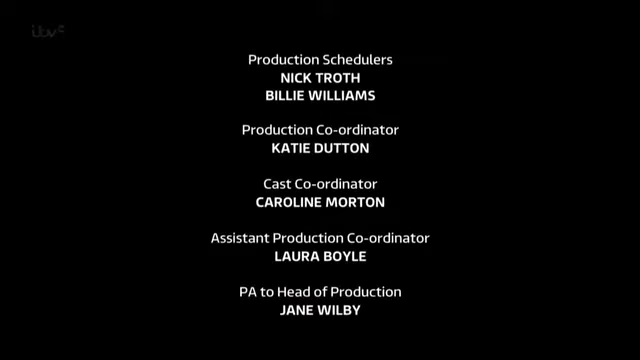 itv
Production Schedulers
NICK TROTH
BILLIE WILLIAMS
Production Co-ordinator
KATIE DUTTON
Cast Co-ordinator
CAROLINE MORTON
Assistant Production Co-ordinator
LAURA BOYLE
PA to Head of Production
JANE WILBY